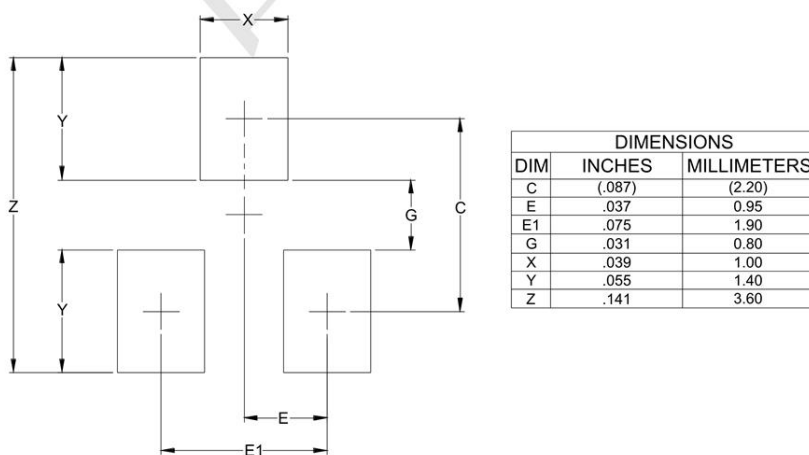 X
Y
Z
G
C
Y
E
E1
DIMENSIONS
DIM INCHES MILLIMETERS
C (.087) (2.20)
E .037 0.95
E1 .075 1.90
G .031 0.80
X .039 1.00
Y .055 1.40
Z .141 3.60